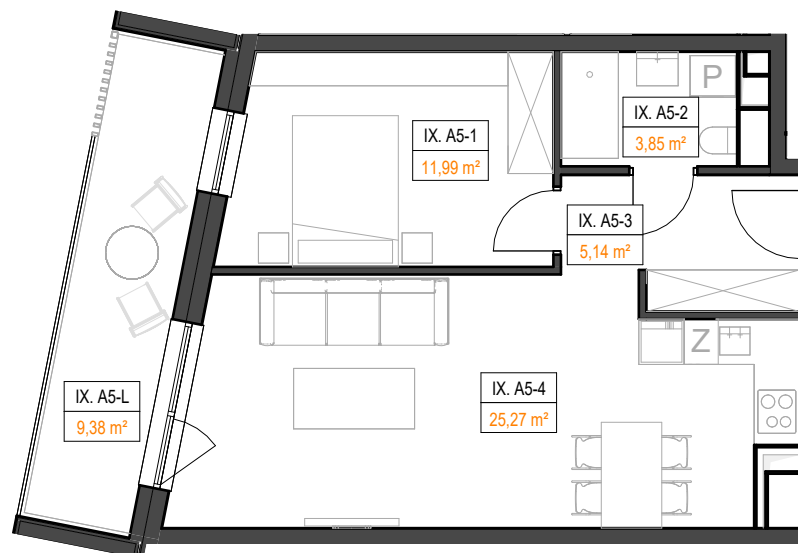 IX. A5-1
11,99 m²
P
IX. A5-2
3,85 m²
IX. A5-3
5,14 m²
Z
IX. A5-L
9,38 m²
IX. A5-4
25,27 m²